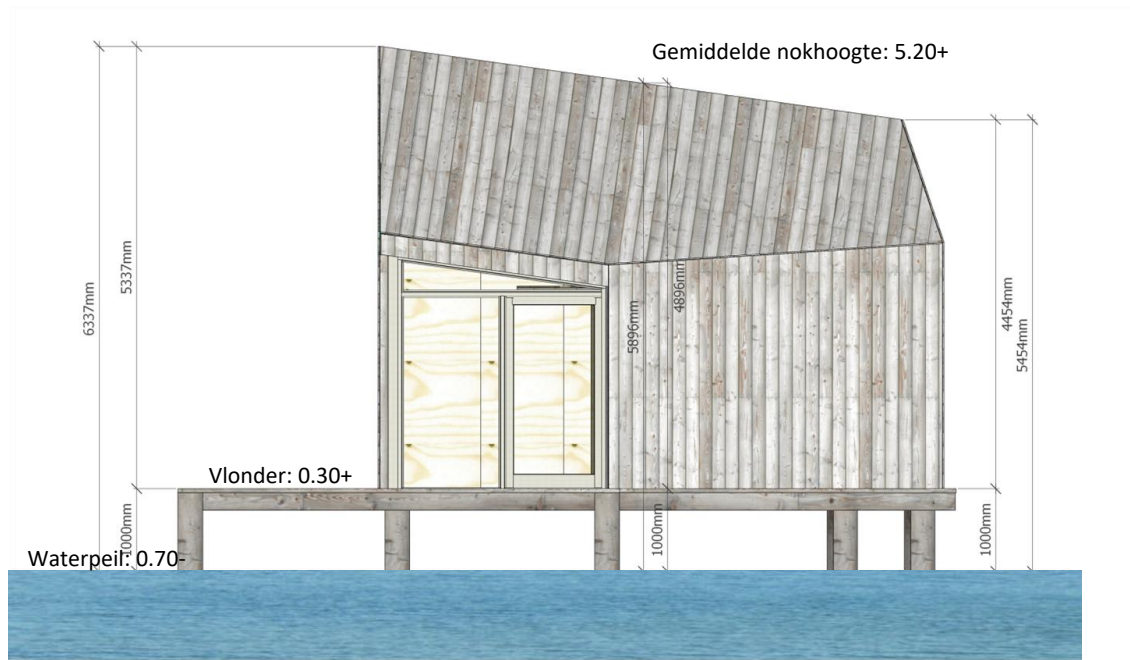 Gemiddelde nokhoogte: 5.20+
6337mm
5337mm
5896mm
4896mm
4454mm
5454mm
Vlonder: 0.30+
1000mm
1000mm
1000mm
Waterpeil: 0.70-